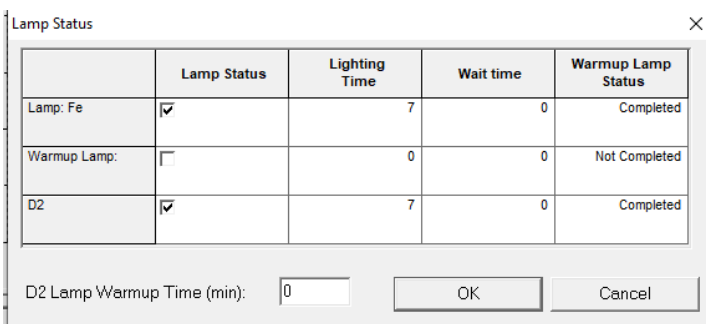 Lamp Status
Lamp Status Lighting Time Wait time Warmup Lamp Status
Lamp: Fe 7 0 Completed
Warmup Lamp: 0 0 Not Completed
D2 7 0 Completed
D2 Lamp Warmup Time (min): 0 OK Cancel